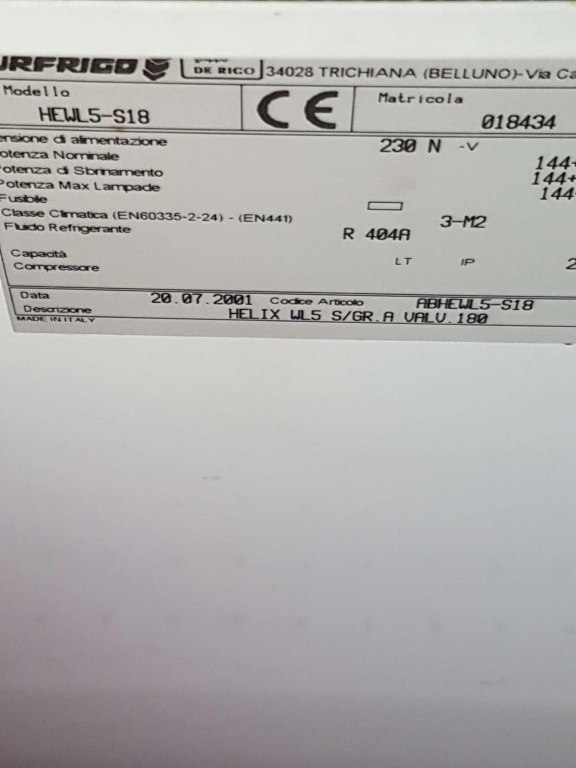 URFRIGO DE RIGO 34028 TRICHIANA (BELLUNO)-Via Ca
Modello
HEWL5-S18
CE
Matricola
018434
ensione di alimentazione 230 N -V
otenza Nominale 144+
otenza di Sbrinamento 144+
Potenza Max Lampade 144
Fusibile
Classe Climatica (EN60335-2-24) - (EN441) 3-M2
Fluido Refrigerante R 404A
Capacità LT IP 2
Compressore
Data 20.07.2001 Codice Articolo ABHEWL5-S18
Descrizione HELIX WL5 S/GR.A VALV.180
MADE IN ITALY